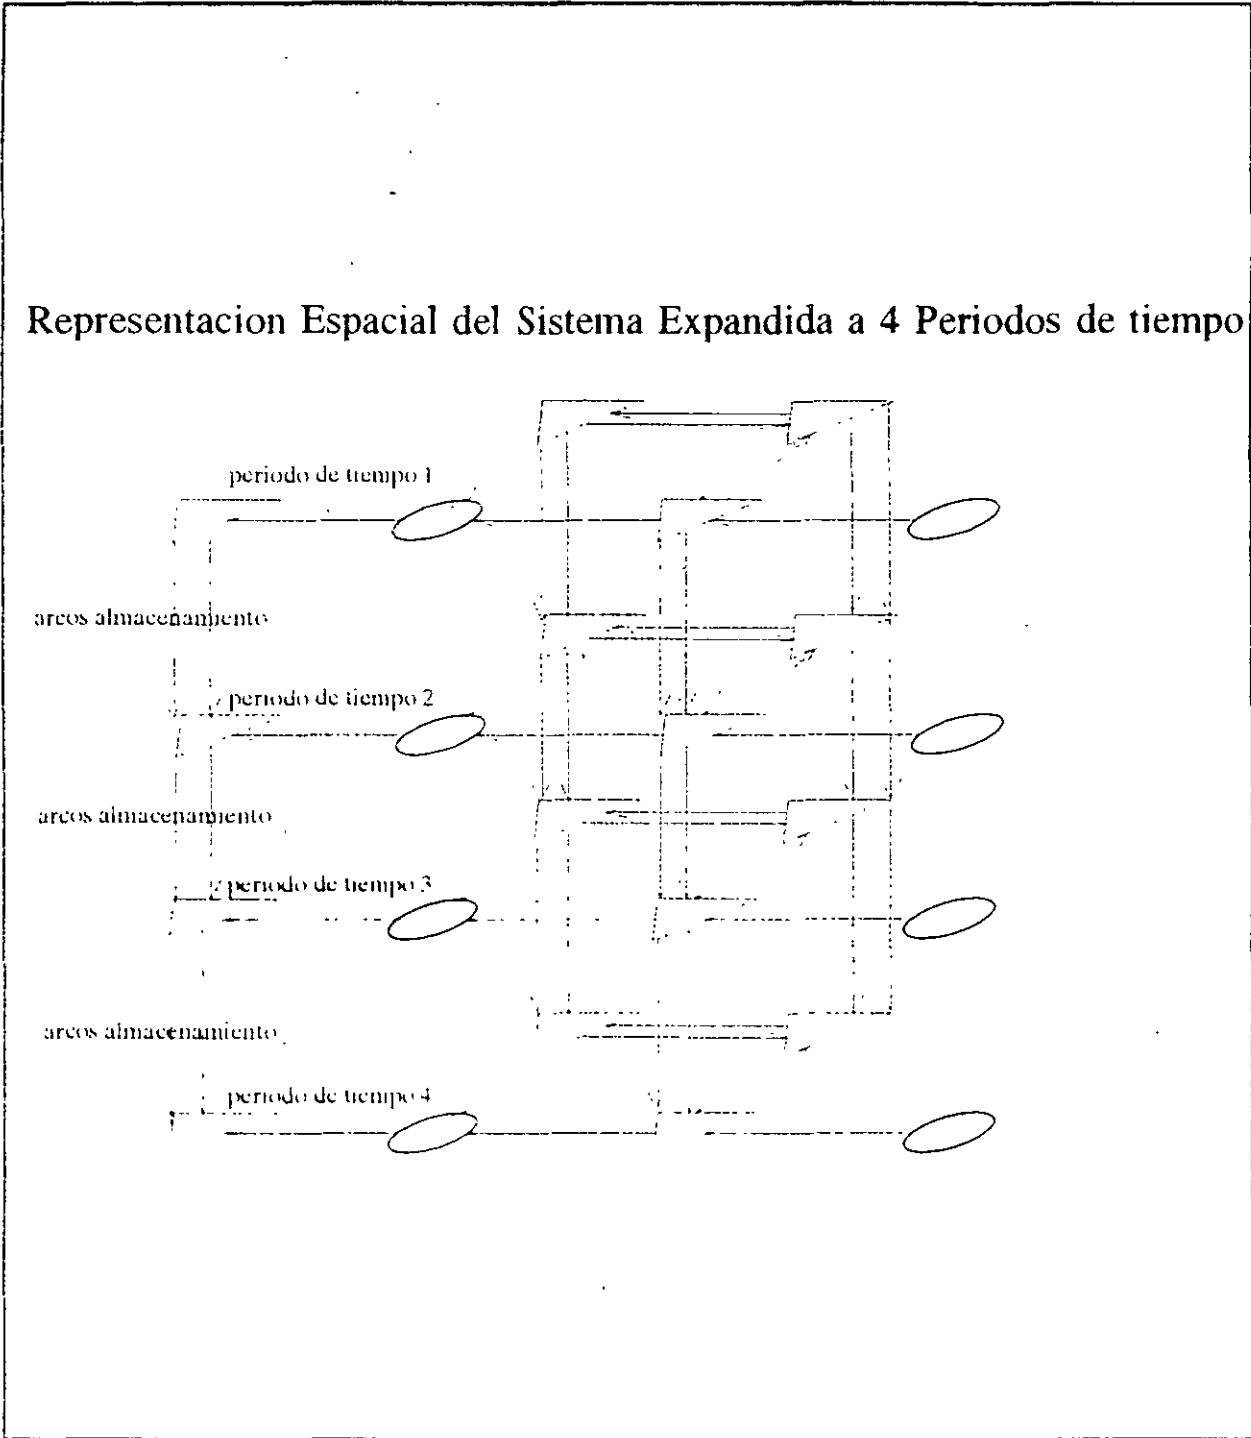 Representacion Espacial del Sistema Expandida a 4 Periodos de tiempo
periodo de tiempo 1
arcos almacenamiento
periodo de tiempo 2
arcos almacenamiento
periodo de tiempo 3
arcos almacenamiento
periodo de tiempo 4